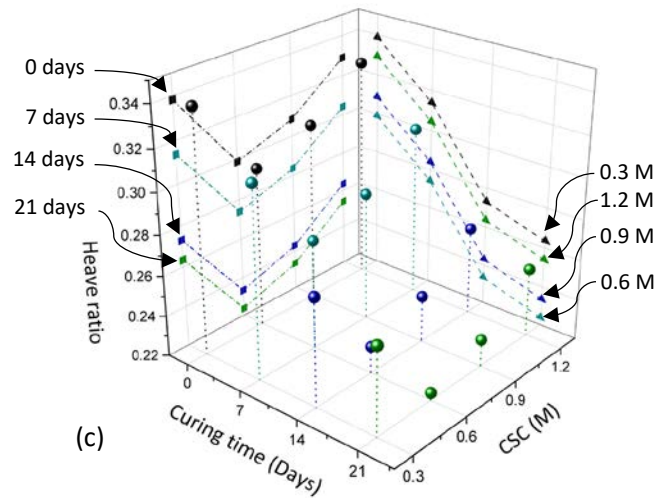 0 days
7 days
14 days
21 days
0.34
0.32
0.30
0.28
0.26
0.24
0.22
Heave ratio
0.3 M
1.2 M
0.9 M
0.6 M
0
7
14
21
Curing time (Days)
0.3
0.6
0.9
1.2
CSC (M)
(c)